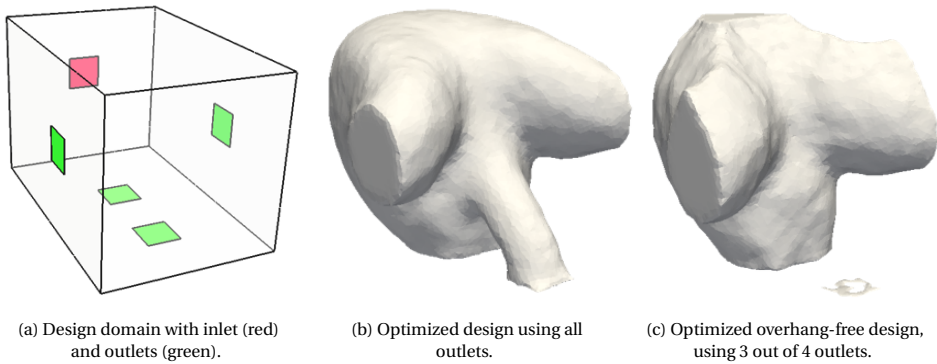 (a) Design domain with inlet (red)
and outlets (green).
(b) Optimized design using all
outlets.
(c) Optimized overhang-free design,
using 3 out of 4 outlets.